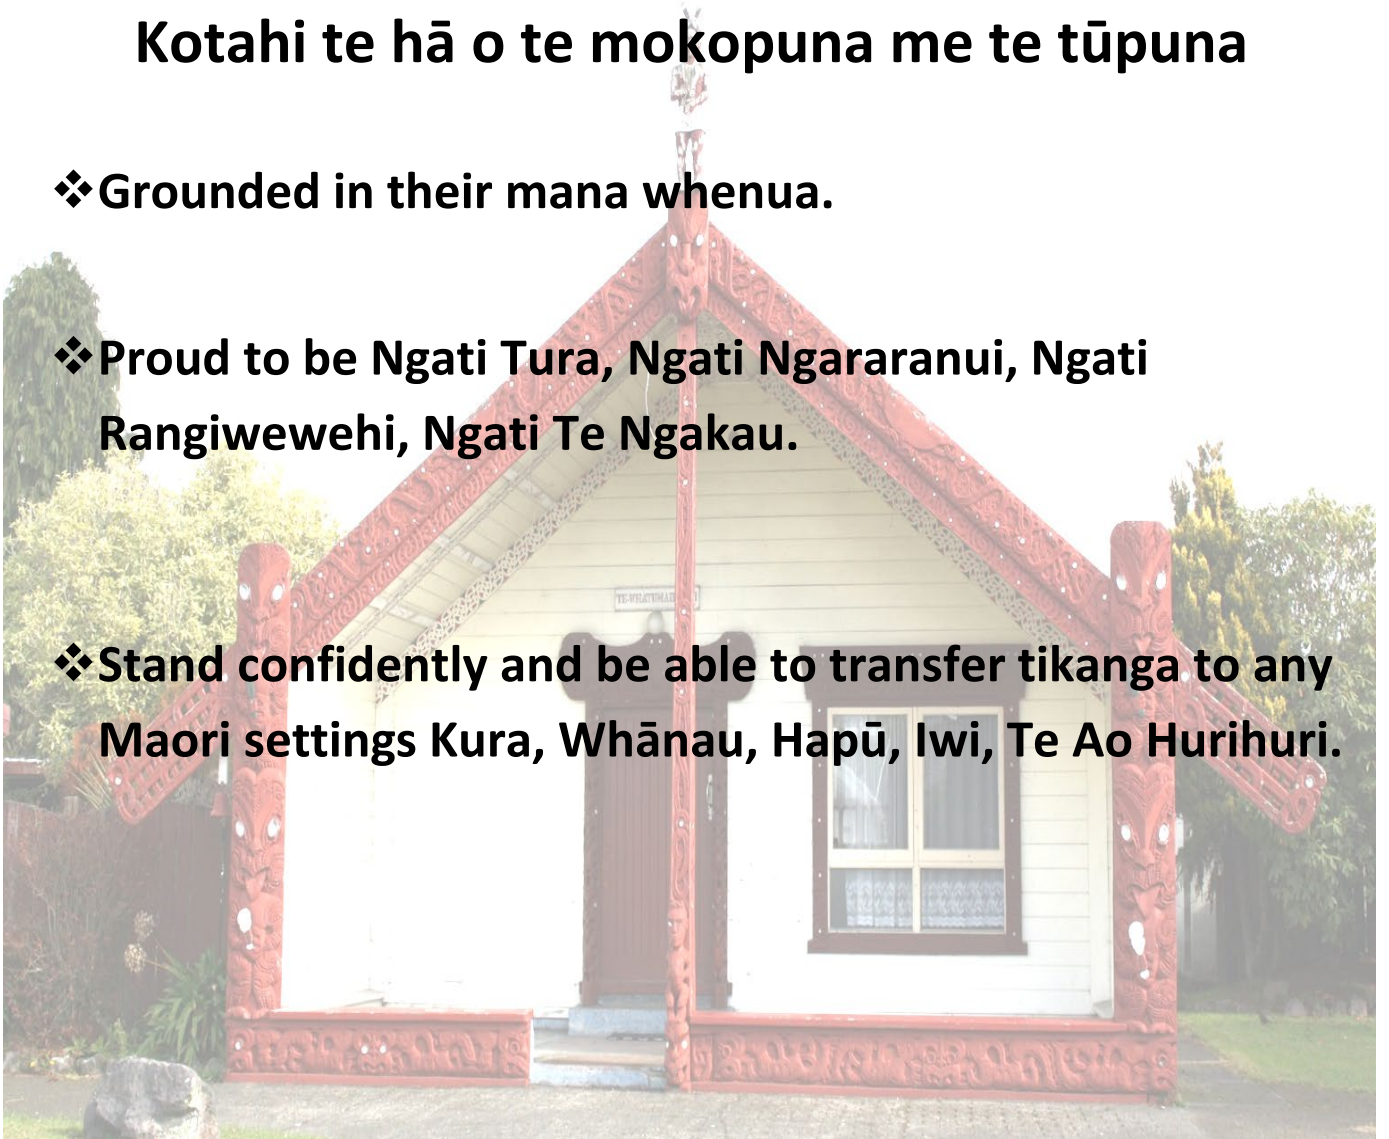 Kotahi te hā o te mokopuna me te tūpuna
❖Grounded in their mana whenua.
❖Proud to be Ngati Tura, Ngati Ngararanui, Ngati
Rangiwewehi, Ngati Te Ngakau.
❖Stand confidently and be able to transfer tikanga to any
Maori settings Kura, Whānau, Hapū, Iwi, Te Ao Hurihuri.